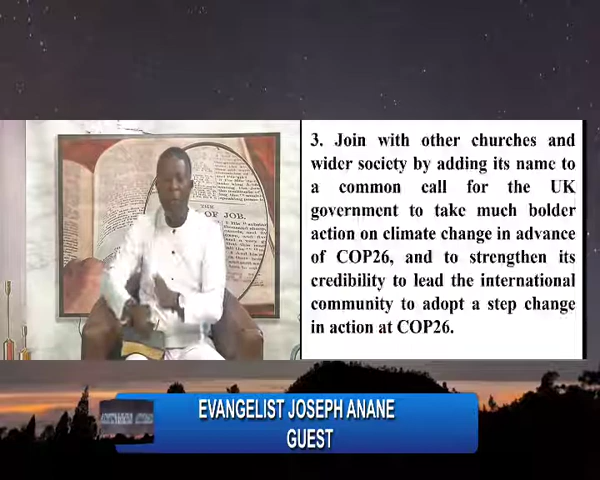 OF JOB.
3. Join with other churches and
wider society by adding its name to
a common call for the UK
government to take much bolder
action on climate change in advance
of COP26, and to strengthen its
credibility to lead the international
community to adopt a step change
in action at COP26.
EVANGELIST JOSEPH ANANE
GUEST